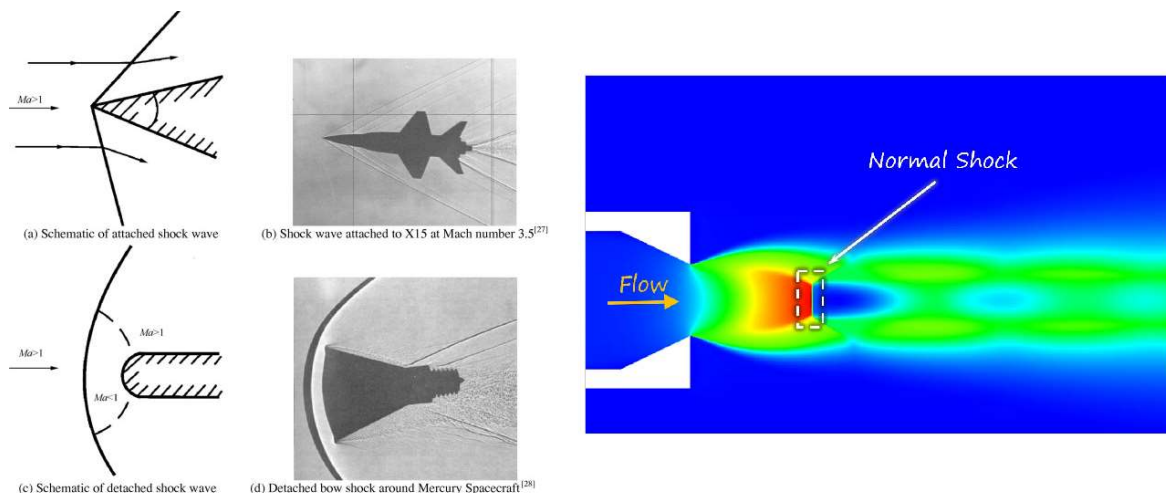 Ma>1
(a) Schematic of attached shock wave
(b) Shock wave attached to X15 at Mach number 3.5[27]
Ma>1
Ma>1
Ma<1
Ma>1
(c) Schematic of detached shock wave
(d) Detached bow shock around Mercury Spacecraft[28]
Normal Shock
Flow